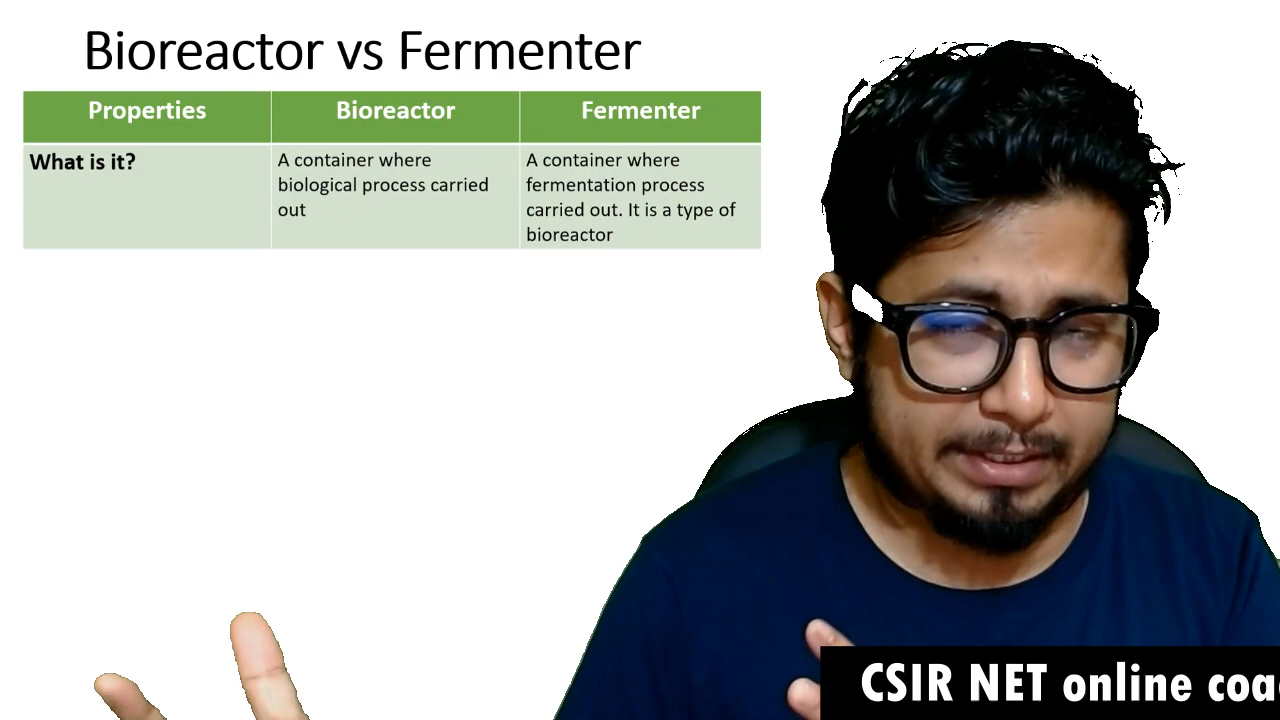 Bioreactor vs Fermenter
Properties
Bioreactor
Fermenter
What is it?
A container where
biological process carried
out
A container where
fermentation process
carried out. It is a type of
bioreactor
CSIR NET online coa